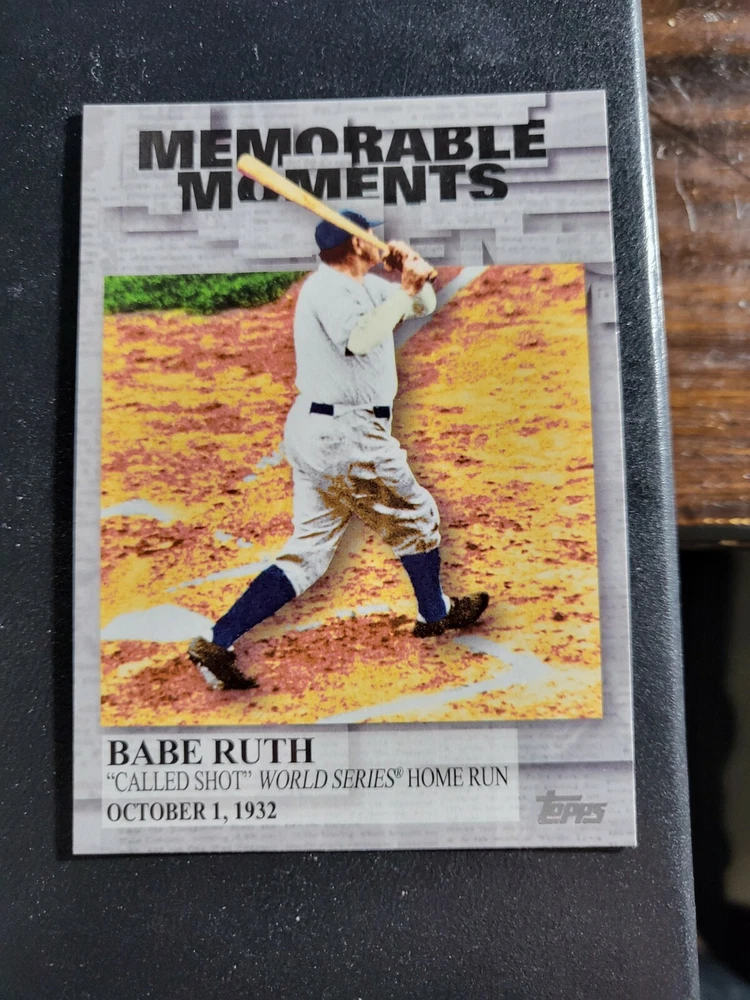 MEMORABLE
MOMENTS
BABE RUTH
"CALLED SHOT" WORLD SERIES® HOME RUN
OCTOBER 1, 1932
Topps